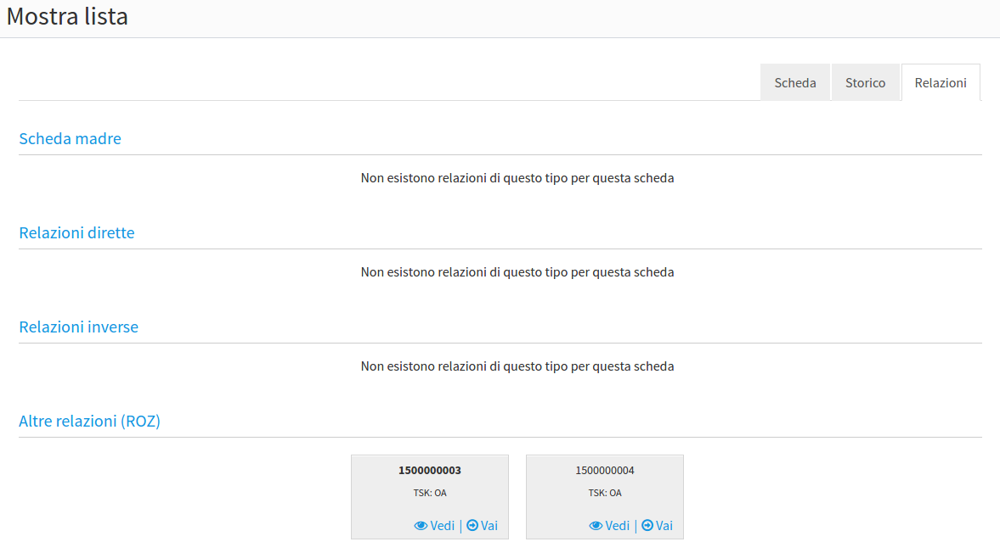 Mostra lista
Scheda Storico Relazioni
Scheda madre
Non esistono relazioni di questo tipo per questa scheda
Relazioni dirette
Non esistono relazioni di questo tipo per questa scheda
Relazioni inverse
Non esistono relazioni di questo tipo per questa scheda
Altre relazioni (ROZ)
1500000003
TSK: OA
Vedi | Vai
1500000004
TSK: OA
Vedi | Vai